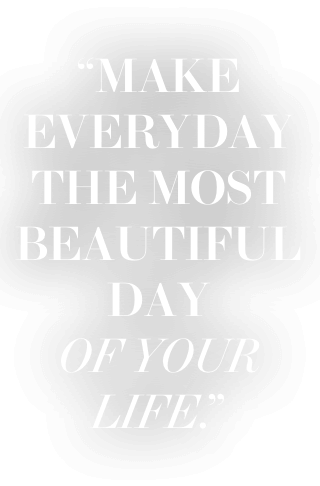 “MAKE
EVERYDAY
THE MOST
BEAUTIFUL
DAY
OF YOUR
LIFE.”